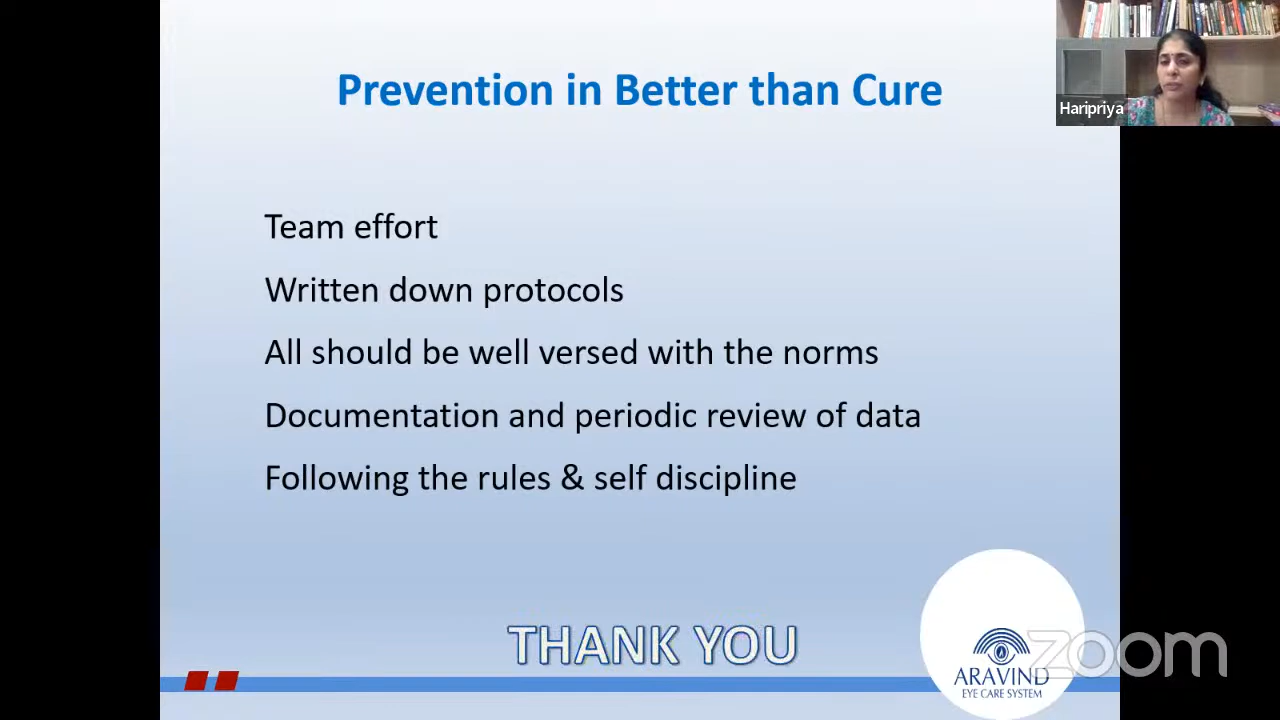 Prevention in Better than Cure
Haripriya
Team effort
Written down protocols
All should be well versed with the norms
Documentation and periodic review of data
Following the rules & self discipline
THANK YOU
ARAVIND
EYE CARE SYSTEM
zoom